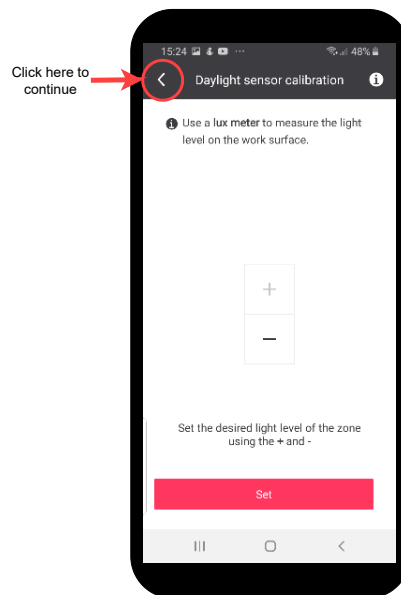 15:24 ··· 48%
Click here to
continue
Daylight sensor calibration
Use a lux meter to measure the light
level on the work surface.
+
−
Set the desired light level of the zone
using the + and -
Set